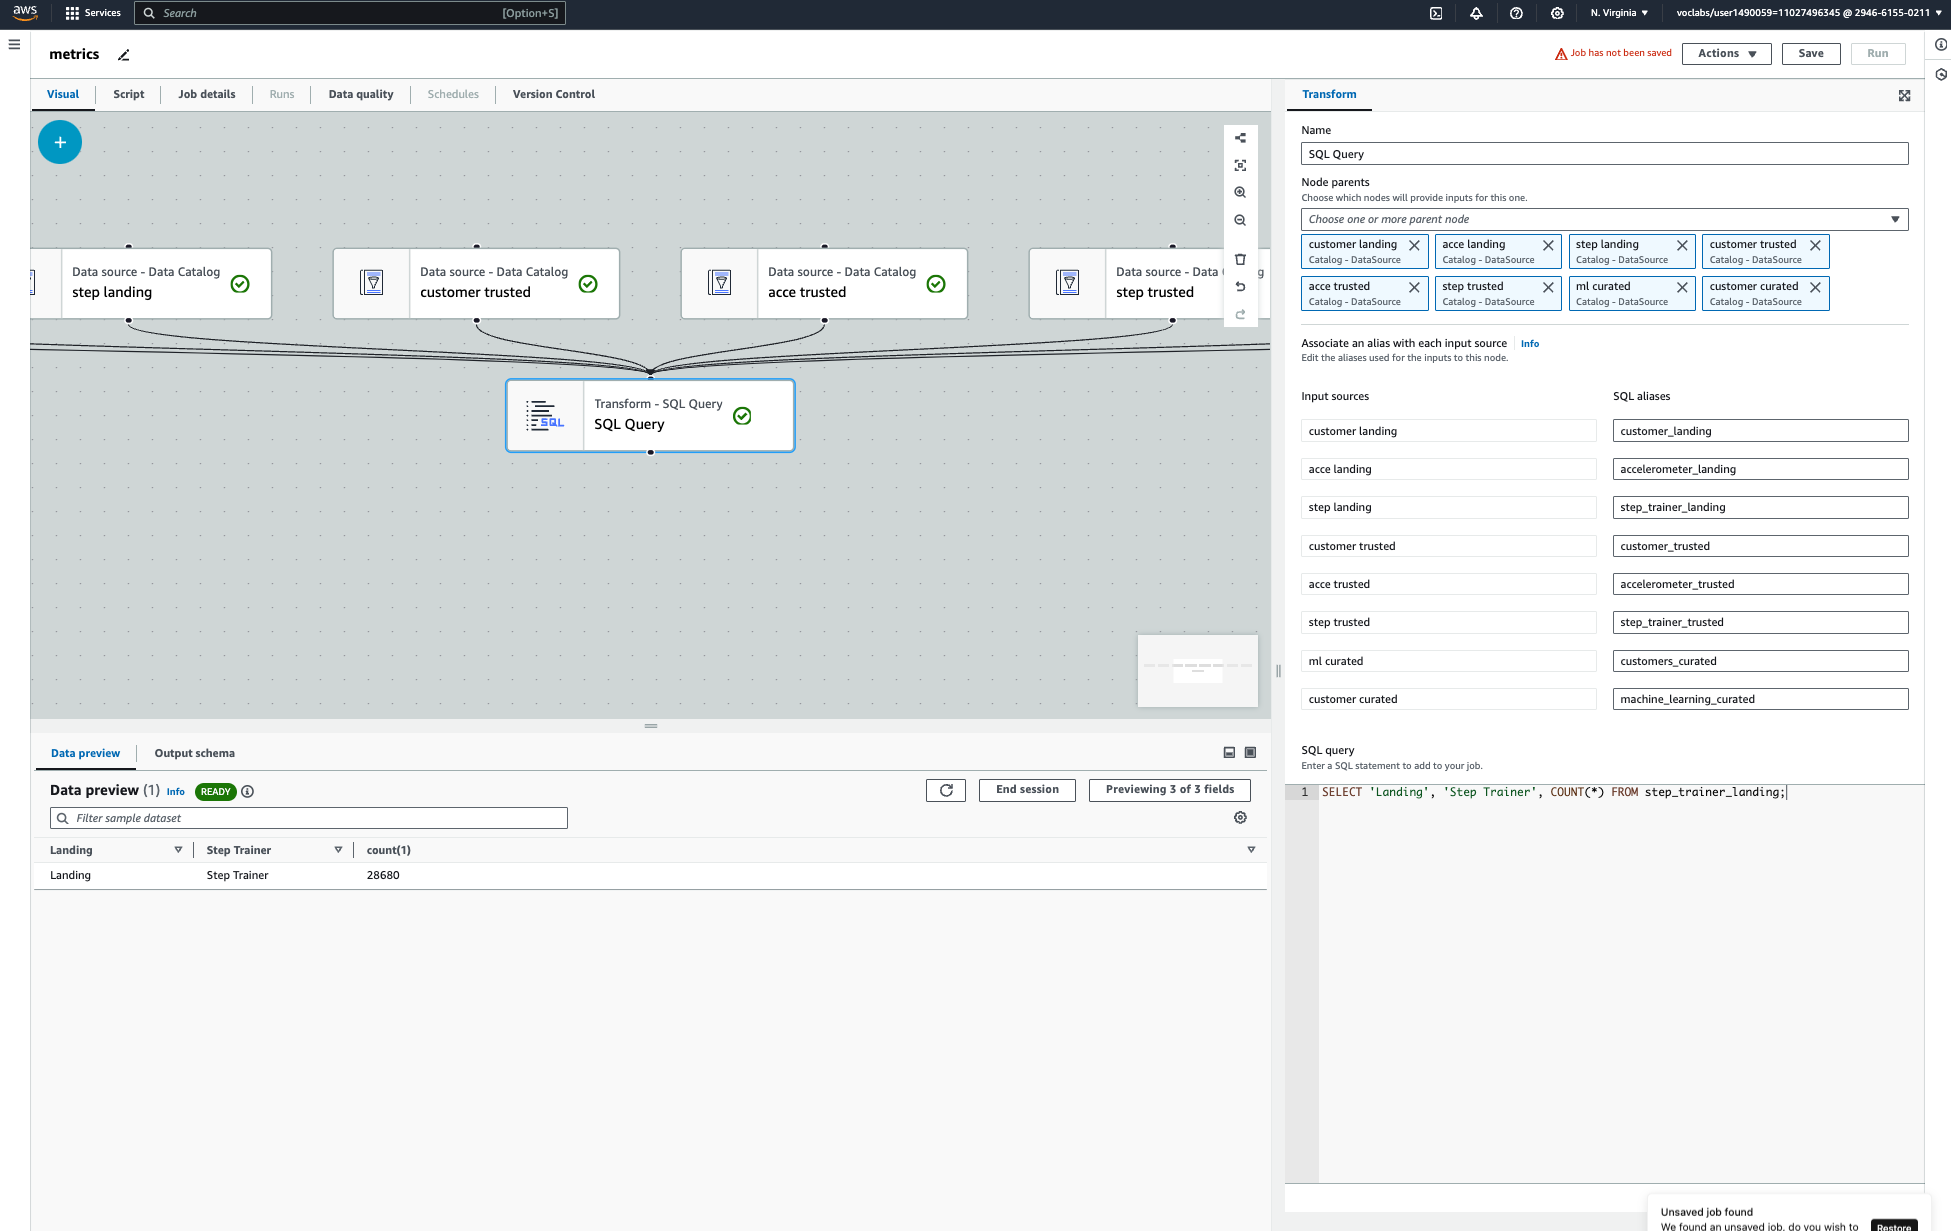 aws
Services
Search
[Option+S]
N. Virginia
voclabs/user1490059=11027496345 @ 2946-6155-0211
metrics
Job has not been saved
Actions
Save
Run
Visual
Script
Job details
Runs
Data quality
Schedules
Version Control
Data source - Data Catalog
step landing
Data source - Data Catalog
customer trusted
Data source - Data Catalog
acce trusted
Data source - Data
step trusted
SQL
Transform - SQL Query
SQL Query
Transform
Name
SQL Query
Node parents
Choose which nodes will provide inputs for this one.
Choose one or more parent node
customer landing
Catalog - DataSource
acce landing
Catalog - DataSource
step landing
Catalog - DataSource
customer trusted
Catalog - DataSource
acce trusted
Catalog - DataSource
step trusted
Catalog - DataSource
ml curated
Catalog - DataSource
customer curated
Catalog - DataSource
Associate an alias with each input source
Info
Edit the aliases used for the inputs to this node.
Input sources
SQL aliases
customer landing
customer_landing
acce landing
accelerometer_landing
step landing
step_trainer_landing
customer trusted
customer_trusted
acce trusted
accelerometer_trusted
step trusted
step_trainer_trusted
ml curated
customers_curated
customer curated
machine_learning_curated
SQL query
Enter a SQL statement to add to your job.
1 SELECT 'Landing', 'Step Trainer', COUNT(*) FROM step_trainer_landing;
Data preview
Output schema
Data preview (1) Info READY
End session
Previewing 3 of 3 fields
Filter sample dataset
Landing
Step Trainer
count(1)
Landing
Step Trainer
28680
Unsaved job found
We found an unsaved job, do you wish to
Restore